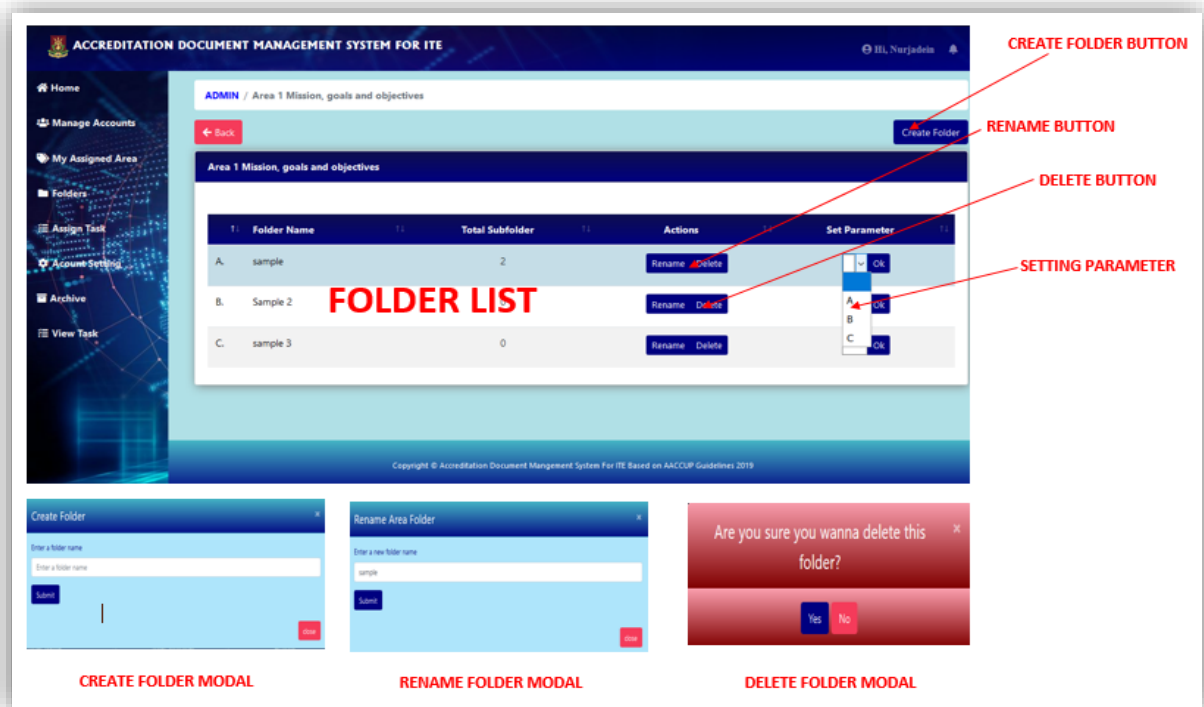 ACCREDITATION DOCUMENT MANAGEMENT SYSTEM FOR ITE
Hi, Nurjadein
CREATE FOLDER BUTTON
Home
ADMIN / Area 1 Mission, goals and objectives
Manage Accounts
Back
Create Folder
RENAME BUTTON
My Assigned Area
Area 1 Mission, goals and objectives
DELETE BUTTON
Folders
Assign Task
Folder Name Total Subfolder Actions Set Parameter
Acount Setting
A. sample 2 Rename Delete Ok
SETTING PARAMETER
Archive
B. Sample 2 Rename Delete A Ok
FOLDER LIST
B
View Task
C. sample 3 0 Rename Delete C Ok
Copyright © Accreditation Document Mangement System For ITE Based on AACCUP Guidelines 2019
Create Folder ×
Enter a folder name
Enter a folder name
Submit
close
Rename Area Folder ×
Enter a new folder name
sample
Submit
close
Are you sure you wanna delete this ×
folder?
Yes No
CREATE FOLDER MODAL
RENAME FOLDER MODAL
DELETE FOLDER MODAL